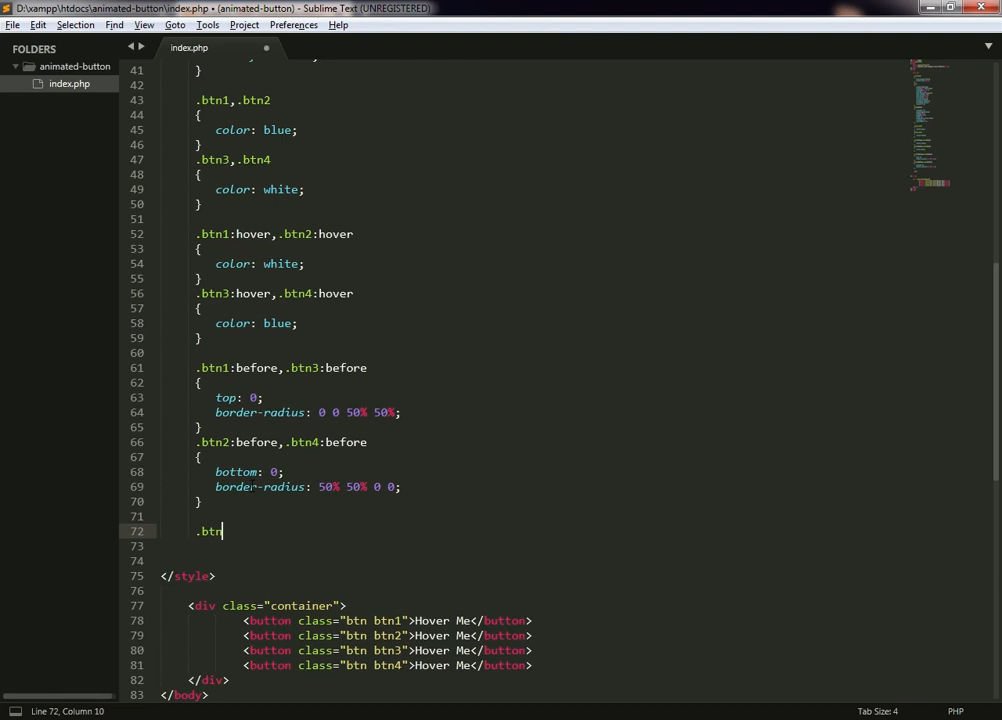 D:\xampp\htdocs\animated-button\index.php • (animated-button) - Sublime Text (UNREGISTERED)
File Edit Selection Find View Goto Tools Project Preferences Help
FOLDERS
animated-button
index.php
index.php
41 }
42
43 .btn1,.btn2
44 {
45 color: blue;
46 }
47 .btn3,.btn4
48 {
49 color: white;
50 }
51
52 .btn1:hover,.btn2:hover
53 {
54 color: white;
55 }
56 .btn3:hover,.btn4:hover
57 {
58 color: blue;
59 }
60
61 .btn1:before,.btn3:before
62 {
63 top: 0;
64 border-radius: 0 0 50% 50%;
65 }
66 .btn2:before,.btn4:before
67 {
68 bottom: 0;
69 border-radius: 50% 50% 0 0;
70 }
71
72 .btn
73
74
75 </style>
76
77 <div class="container">
78 <button class="btn btn1">Hover Me</button>
79 <button class="btn btn2">Hover Me</button>
80 <button class="btn btn3">Hover Me</button>
81 <button class="btn btn4">Hover Me</button>
82 </div>
83 </body>
Line 72, Column 10 Tab Size: 4 PHP